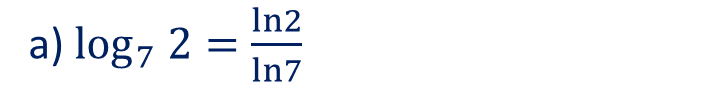 a) log₇ 2 = ln2/ln7